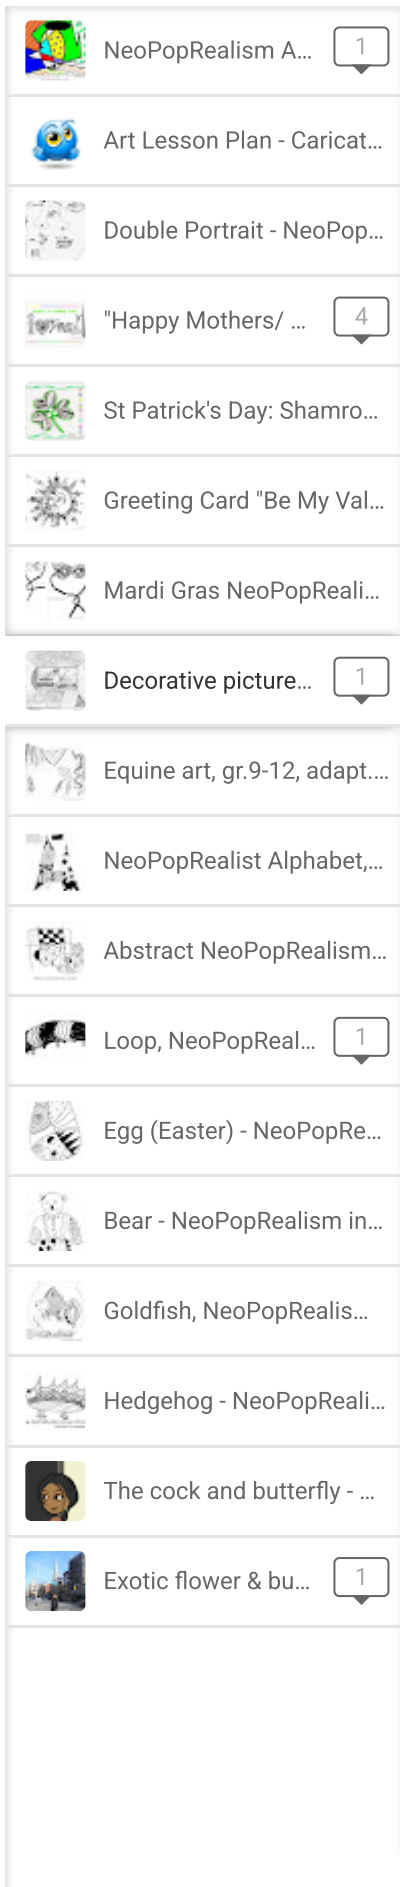 NeoPopRealism A...
1
Art Lesson Plan - Caricat...
Double Portrait - NeoPop...
"Happy Mothers/ ...
4
St Patrick's Day: Shamro...
Greeting Card "Be My Val...
Mardi Gras NeoPopReali...
Decorative picture...
1
Equine art, gr.9-12, adapt....
NeoPopRealist Alphabet,...
Abstract NeoPopRealism...
Loop, NeoPopReal...
1
Egg (Easter) - NeoPopRe...
Bear - NeoPopRealism in...
Goldfish, NeoPopRealis...
Hedgehog - NeoPopReali...
The cock and butterfly - ...
Exotic flower & bu...
1